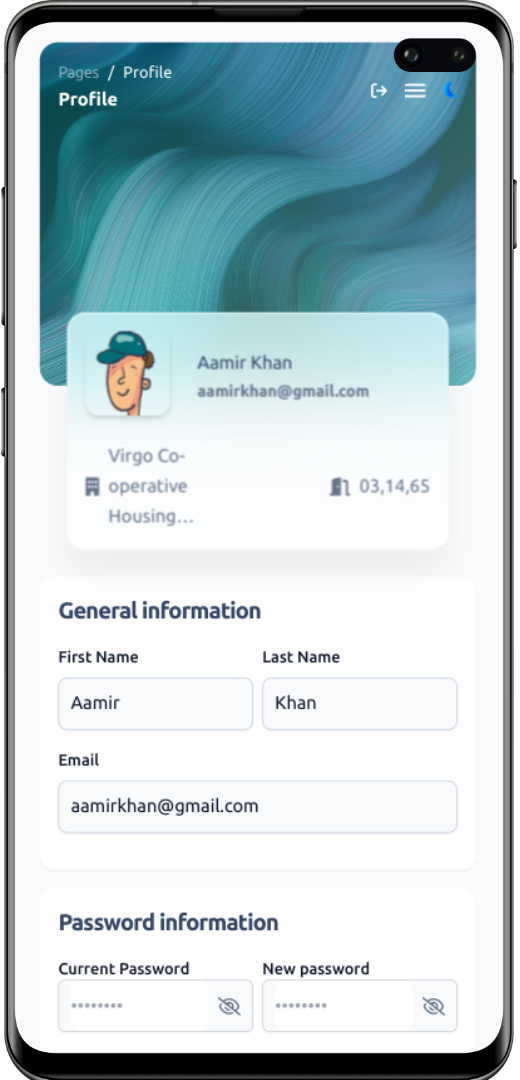 Pages / Profile
Profile
Aamir Khan
aamirkhan@gmail.com
Virgo Co-
operative
Housing...
03,14,65
General information
First Name
Last Name
Aamir
Khan
Email
aamirkhan@gmail.com
Password information
Current Password
New password